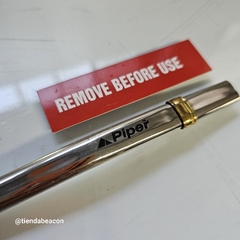 REMOVE BEFORE USE
Piper
@tiendabeacon